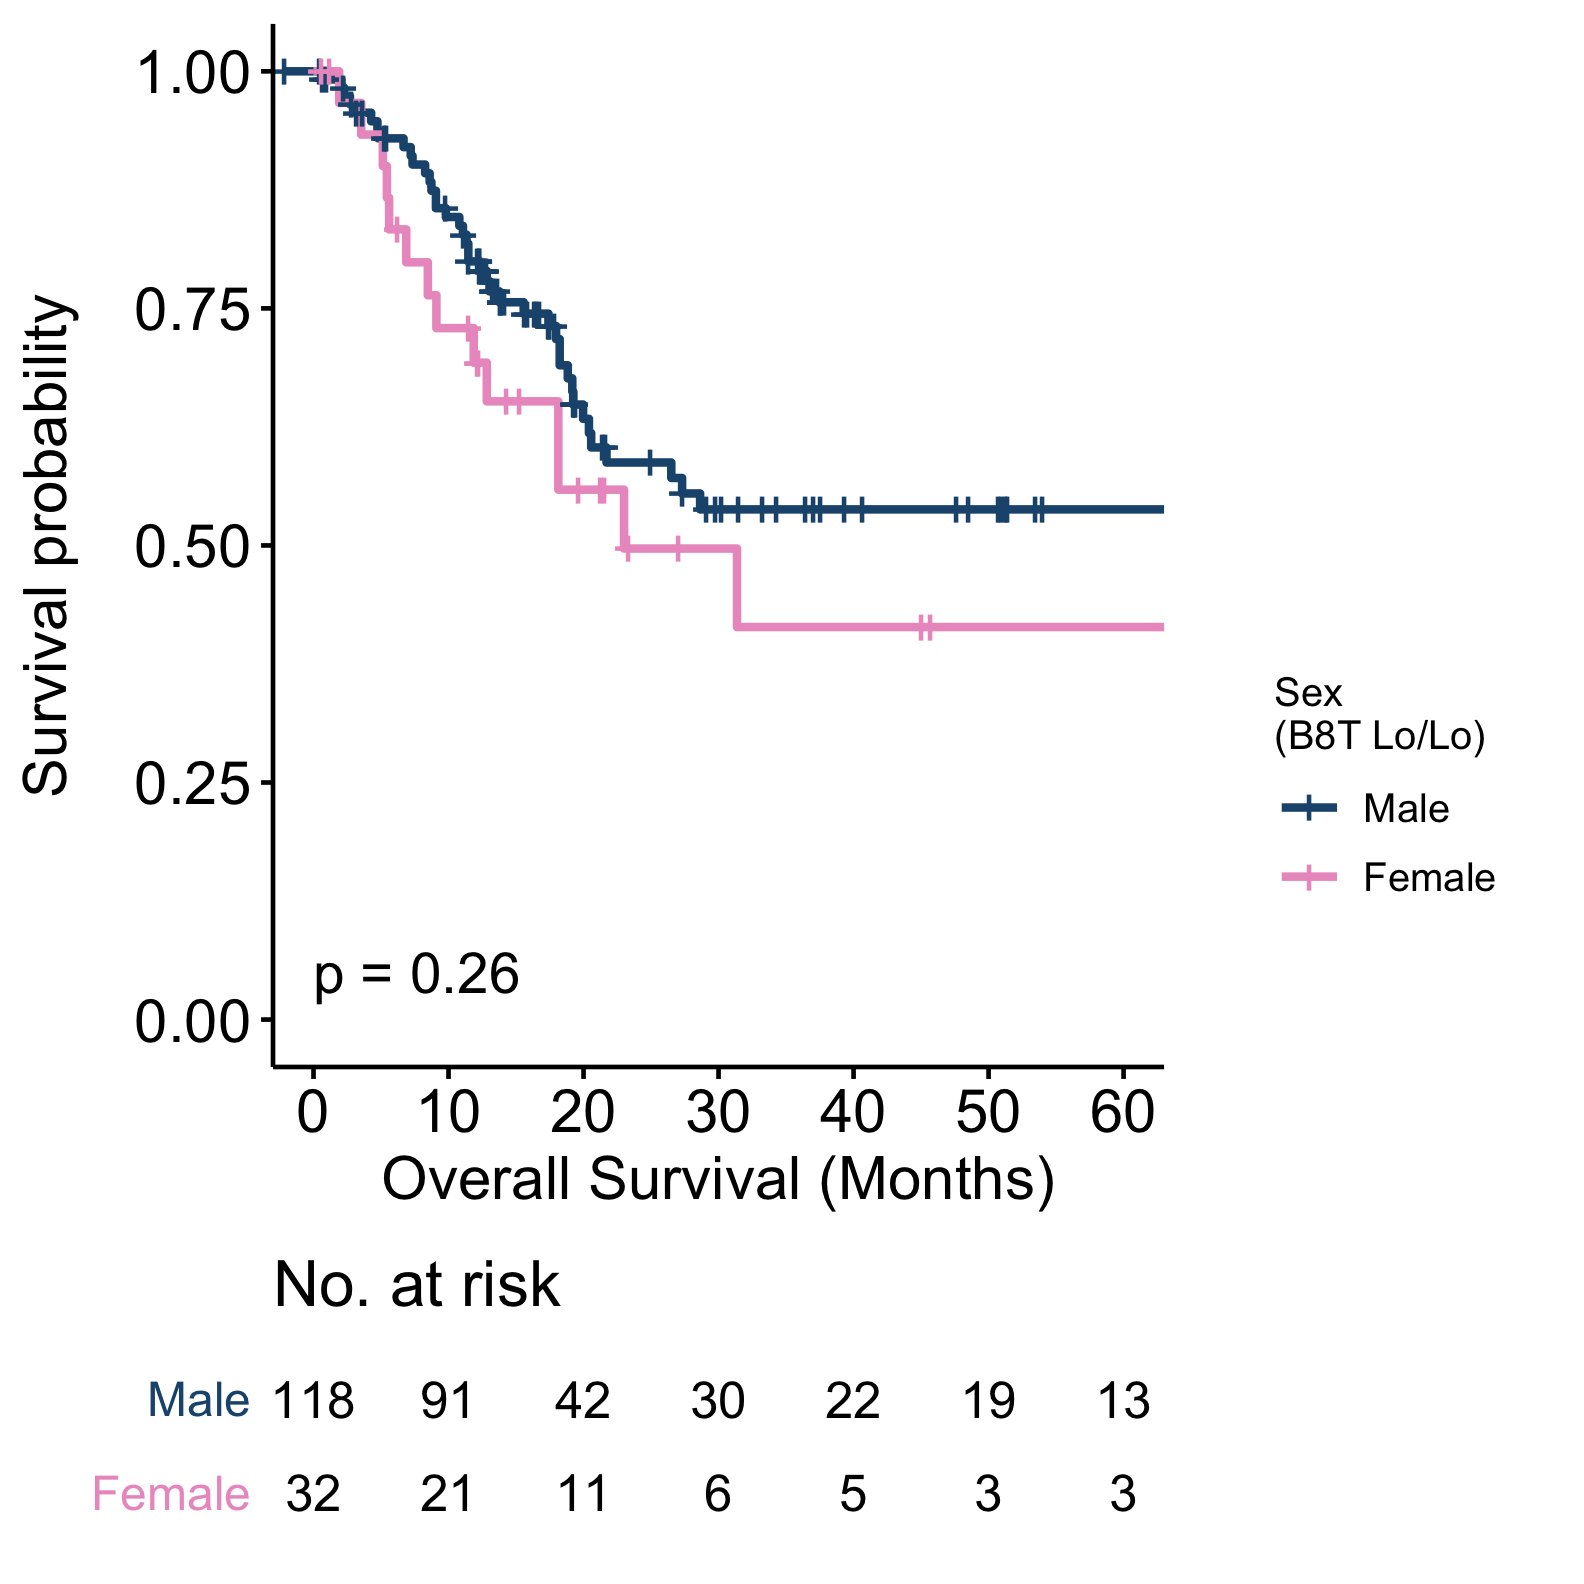 1.00
0.75
0.50
0.25
0.00
Survival probability
p = 0.26
0 10 20 30 40 50 60
Overall Survival (Months)
Sex
(B8T Lo/Lo)
Male
Female
No. at risk
Male 118 91 42 30 22 19 13
Female 32 21 11 6 5 3 3